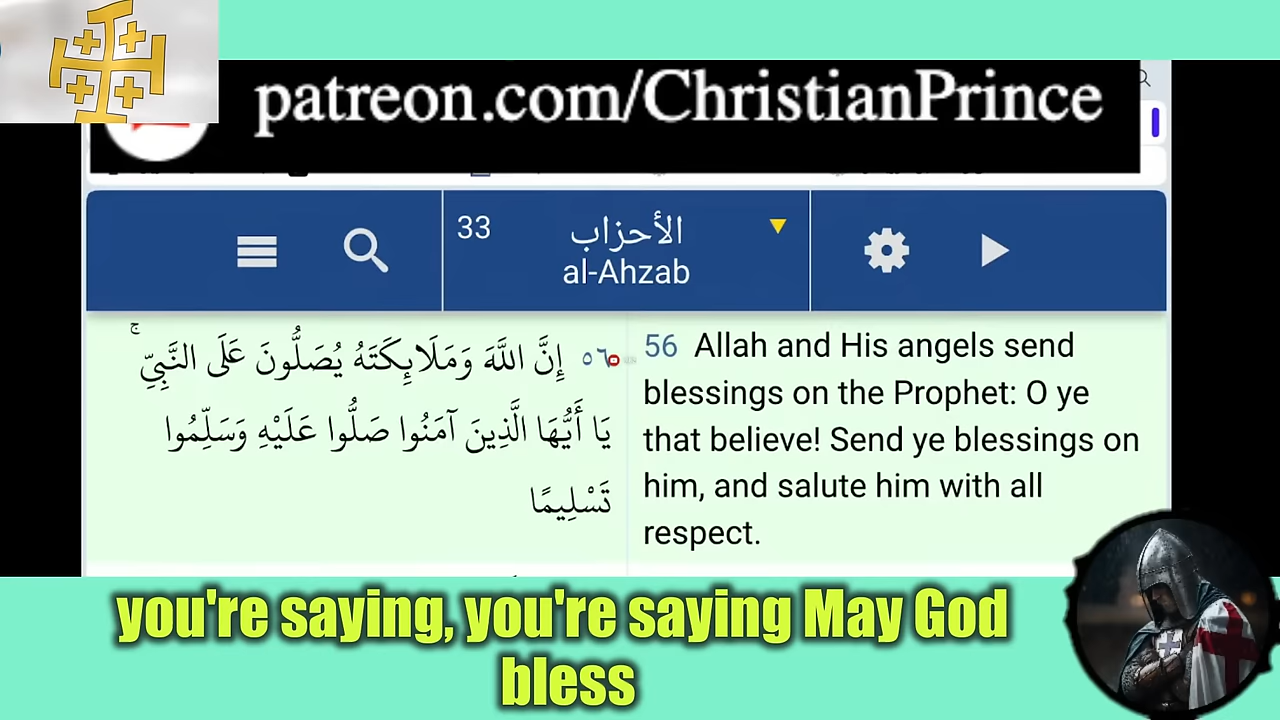 patreon.com/ChristianPrince
33
الأحزاب
al-Ahzab
٥٦ إِنَّ اللَّهَ وَمَلَائِكَتَهُ يُصَلُّونَ عَلَى النَّبِيِّ ۚ
يَا أَيُّهَا الَّذِينَ آمَنُوا صَلُّوا عَلَيْهِ وَسَلِّمُوا
تَسْلِيمًا
56 Allah and His angels send
blessings on the Prophet: O ye
that believe! Send ye blessings on
him, and salute him with all
respect.
you're saying, you're saying May God
bless